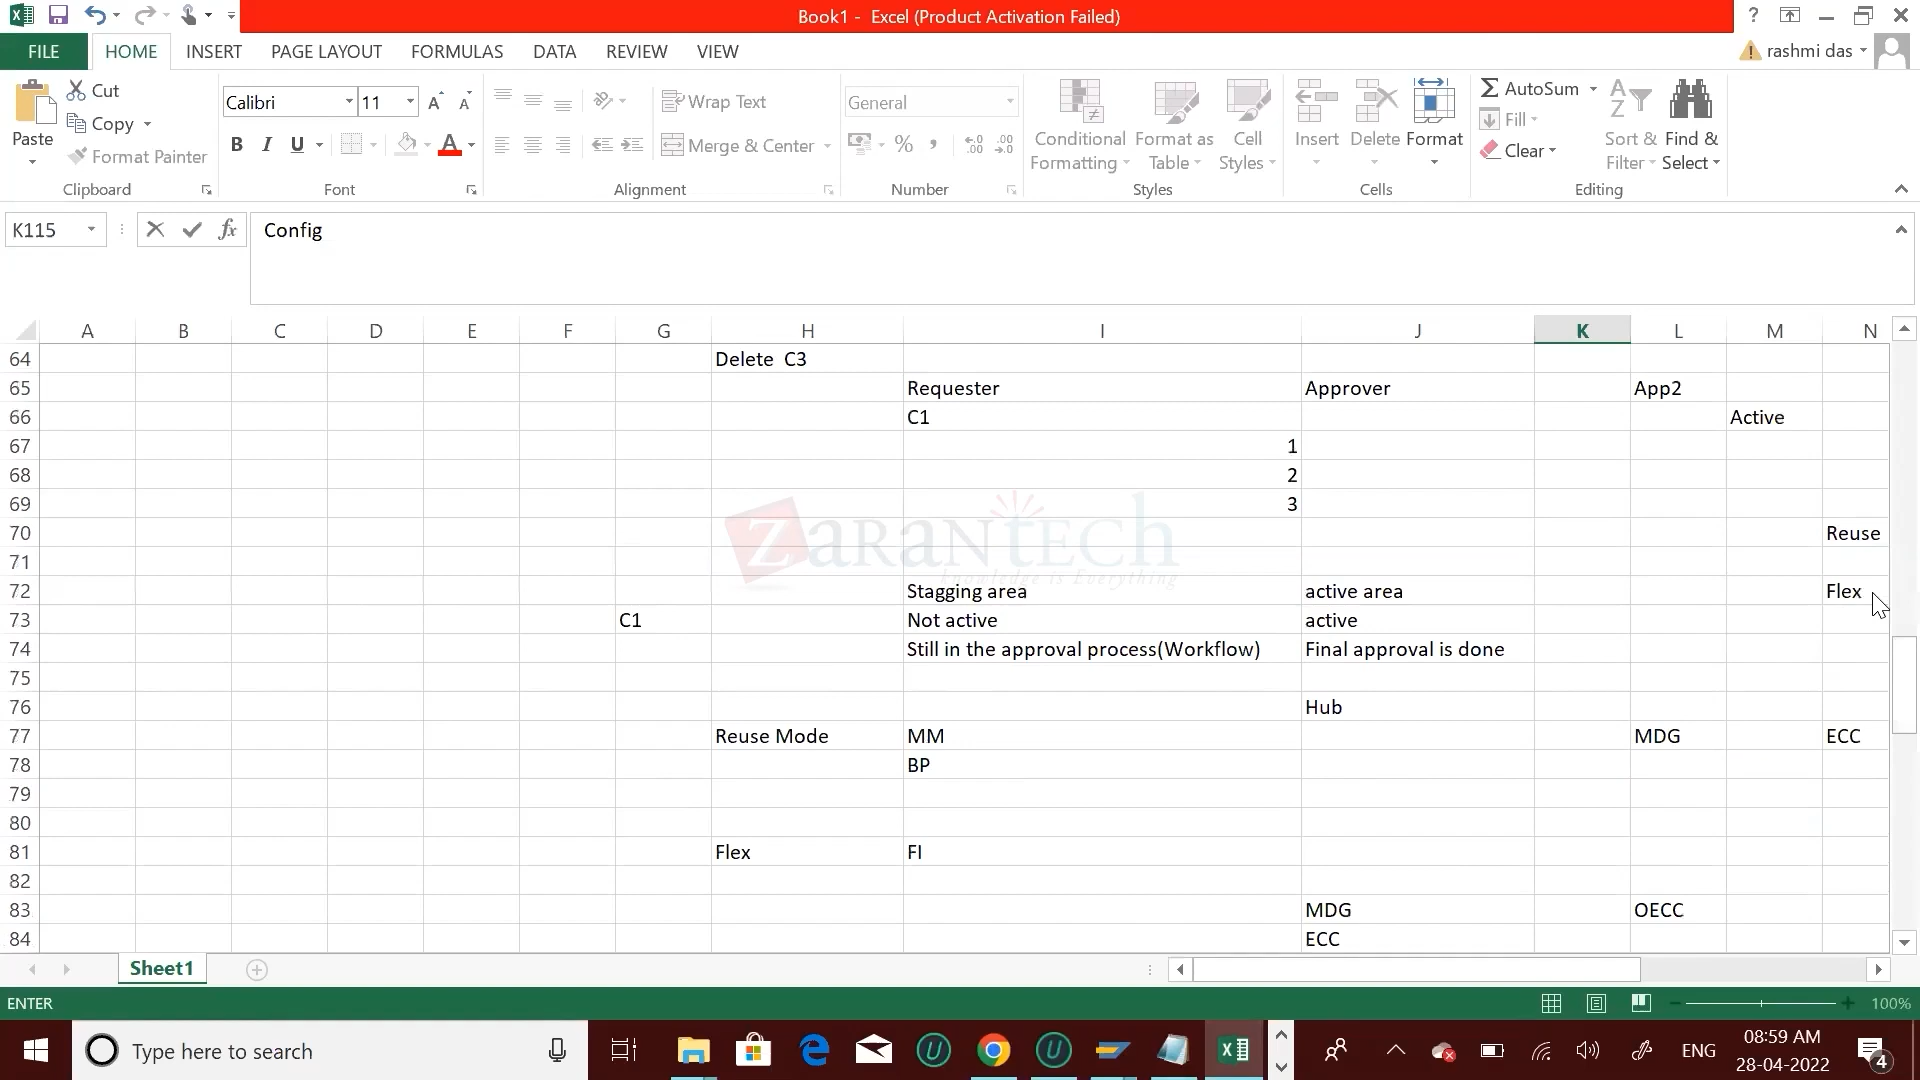 Book1 - Excel (Product Activation Failed)
FILE HOME INSERT PAGE LAYOUT FORMULAS DATA REVIEW VIEW
rashmi das
Cut
Copy
Format Painter
Paste
Clipboard
Calibri 11
B I U A
Font
Wrap Text
Merge & Center
Alignment
General
%
Number
Conditional Formatting
Format as Table
Cell Styles
Styles
Insert Delete Format
Cells
AutoSum
Fill
Clear
Sort & Filter
Find & Select
Editing
K115 fx Config
A B C D E F G H I J K L M N
64 Delete C3
65 Requester Approver App2
66 C1 Active
67 1
68 2
69 3
70 Reuse
71
72 Stagging area active area Flex
73 C1 Not active active
74 Still in the approval process(Workflow) Final approval is done
75
76 Hub
77 Reuse Mode MM MDG ECC
78 BP
79
80
81 Flex FI
82
83 MDG OECC
84 ECC
ZaranTech
knowledge is Everything
Sheet1
ENTER 100%
Type here to search
ENG
08:59 AM
28-04-2022
4